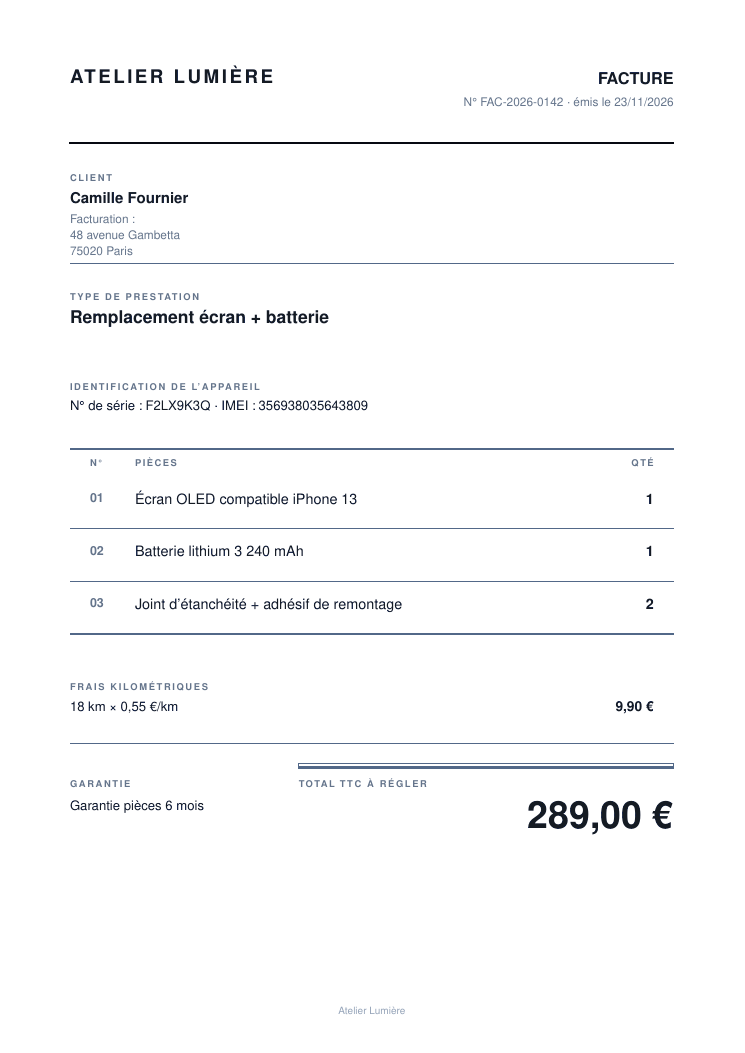 ATELIER LUMIÈRE
FACTURE
N° FAC-2026-0142 · émis le 23/11/2026
CLIENT
Camille Fournier
Facturation :
48 avenue Gambetta
75020 Paris
TYPE DE PRESTATION
Remplacement écran + batterie
IDENTIFICATION DE L’APPAREIL
N° de série : F2LX9K3Q · IMEI : 356938035643809
N° PIÈCES QTÉ
01 Écran OLED compatible iPhone 13 1
02 Batterie lithium 3 240 mAh 1
03 Joint d’étanchéité + adhésif de remontage 2
FRAIS KILOMÉTRIQUES
18 km × 0,55 €/km 9,90 €
GARANTIE
Garantie pièces 6 mois
TOTAL TTC À RÉGLER
289,00 €
Atelier Lumière